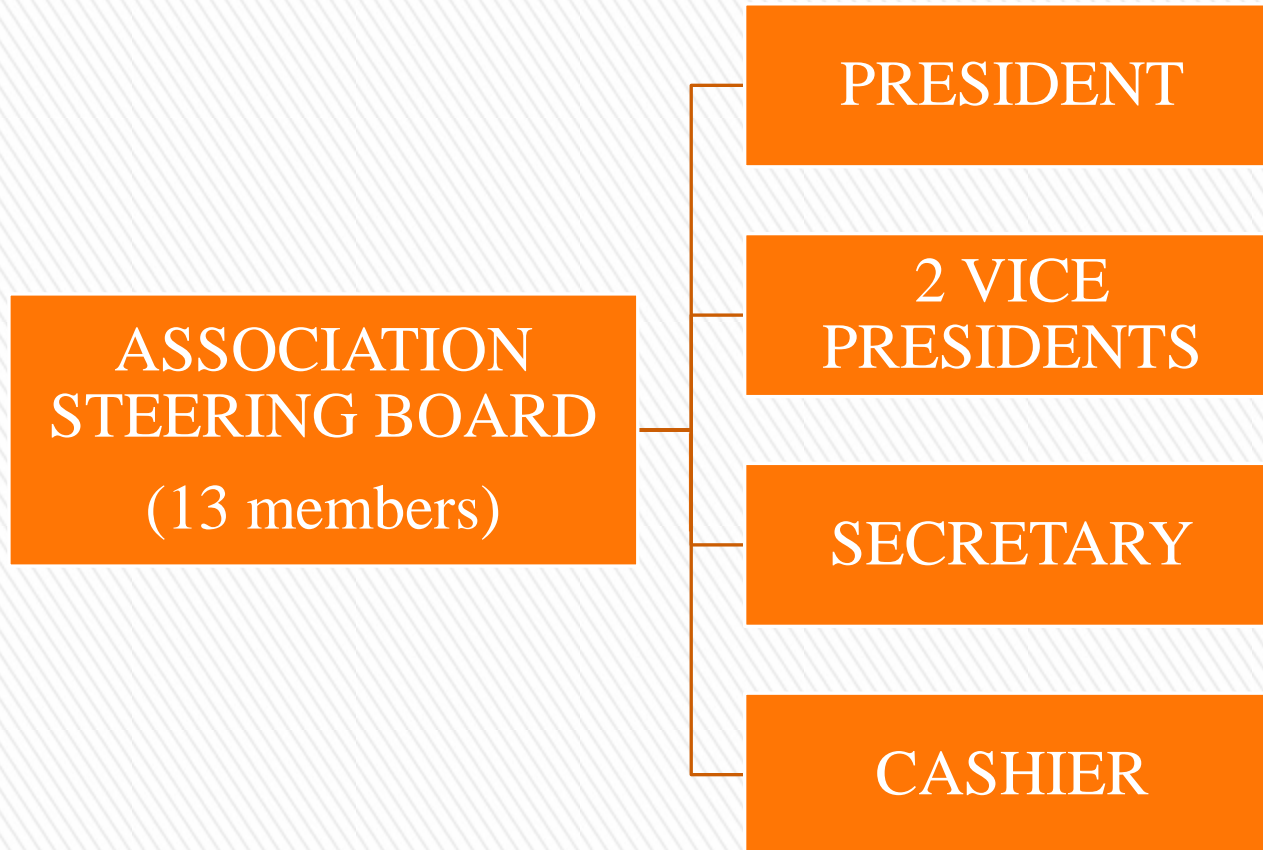 ASSOCIATION
STEERING BOARD
(13 members)
PRESIDENT
2 VICE
PRESIDENTS
SECRETARY
CASHIER